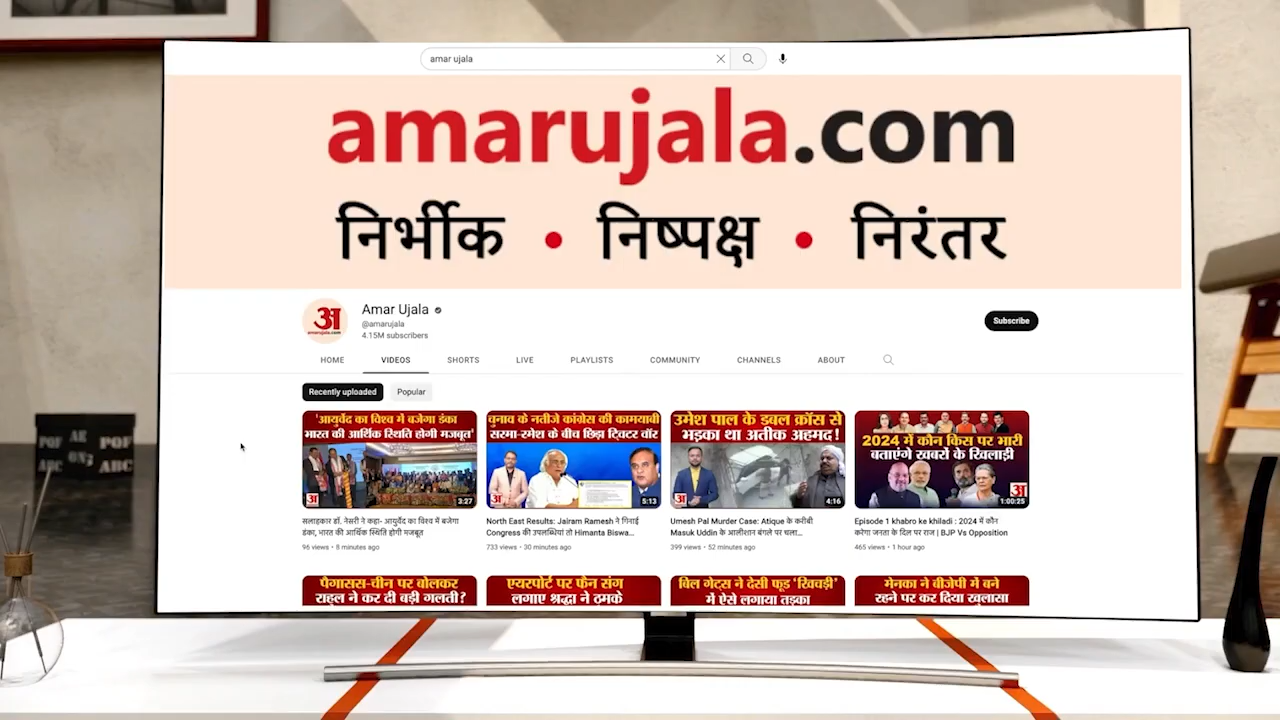 amar ujala
amarujala.com
निर्भीक • निष्पक्ष • निरंतर
अ
amarujala.com
Amar Ujala
@amarujala
4.15M subscribers
Subscribe
HOME VIDEOS SHORTS LIVE PLAYLISTS COMMUNITY CHANNELS ABOUT
Recently uploaded Popular
'आयुर्वेद का विश्व में बजेगा डंका
भारत की आर्थिक स्थिति होगी मजबूत'
अ
3:27
सलाहकार डॉ. नेसरी ने कहा- आयुर्वेद का विश्व में बजेगा
डंका, भारत की आर्थिक स्थिति होगी मजबूत
96 views • 8 minutes ago
चुनाव के नतीजे कांग्रेस की कामयाबी
सरमा-रमेश के बीच छिड़ा ट्विटर वॉर
अ
5:13
North East Results: Jairam Ramesh ने गिनाई
Congress की उपलब्धियां तो Himanta Biswa...
733 views • 30 minutes ago
उमेश पाल के डबल क्रॉस से
भड़का था अतीक अहमद!
अ
4:16
Umesh Pal Murder Case: Atique के करीबी
Masuk Uddin के आलीशान बंगले पर चला...
399 views • 52 minutes ago
2024 में कौन किस पर भारी
बताएंगे खबरों के खिलाड़ी
अ
1:00:25
Episode 1 khabro ke khiladi : 2024 में कौन
करेगा जनता के दिल पर राज | BJP Vs Opposition
465 views • 1 hour ago
पैगासस-चीन पर बोलकर
राहुल ने कर दी बड़ी गलती?
एयरपोर्ट पर फैन संग
लगाए श्रद्धा ने ठुमके
बिल गेट्स ने देसी फूड 'खिचड़ी'
में ऐसे लगाया तड़का
मेनका ने बीजेपी में बने
रहने पर कर दिया खुलासा